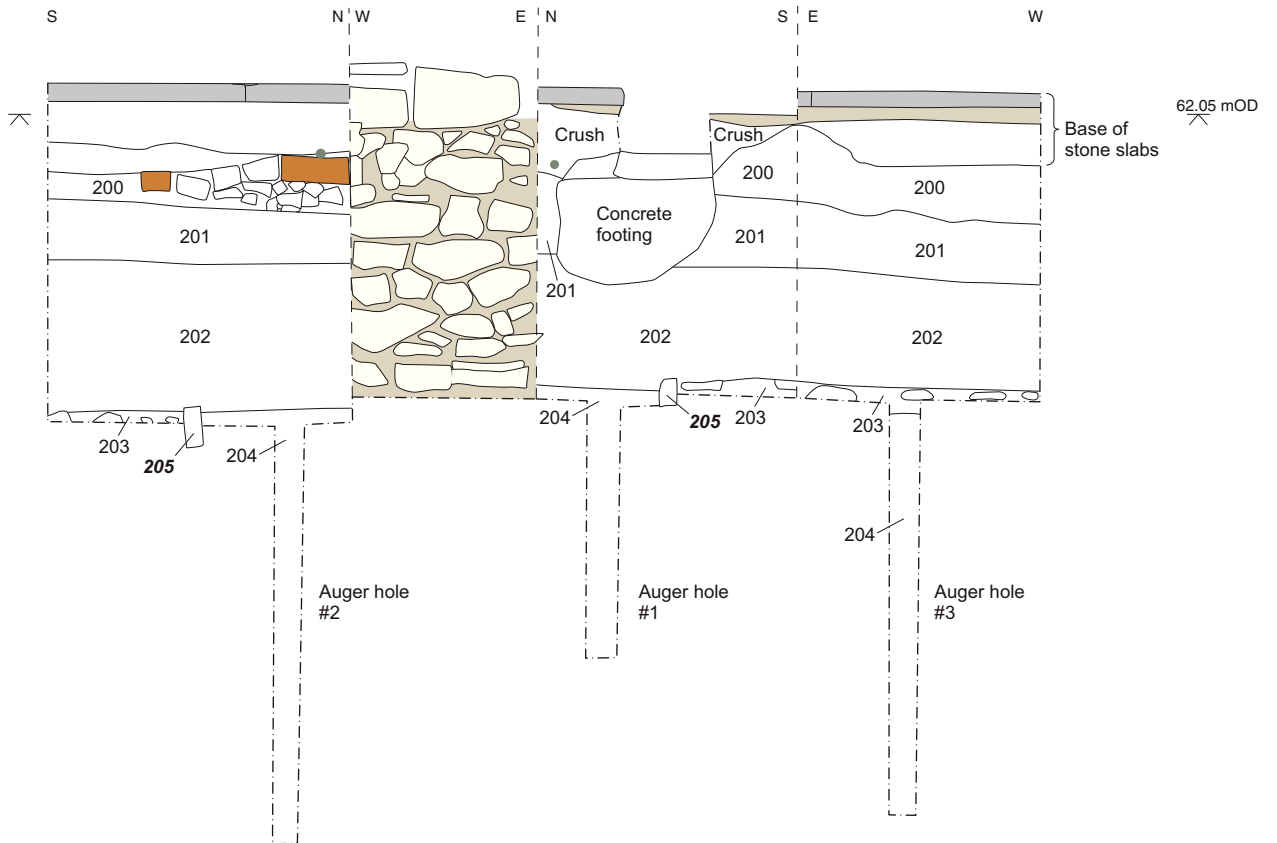 S N W E N S E W
62.05 mOD
Base of
stone slabs
Crush Crush
200 200 200
Concrete
footing
201 201 201
201
202 202 202
203 205 204 204 205 203 203
204
Auger hole
#2
Auger hole
#1
Auger hole
#3